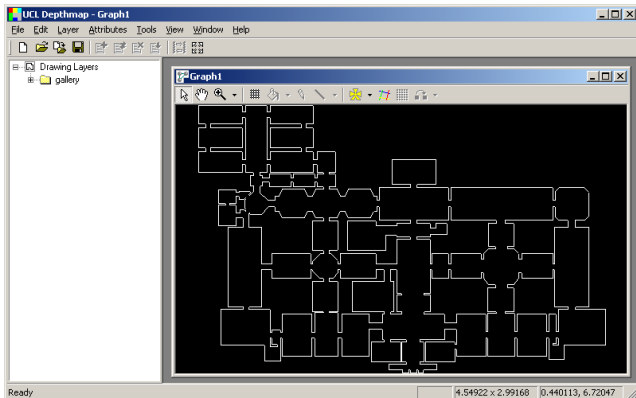 UCL Depthmap - Graph1
File Edit Layer Attributes Tools View Window Help
Drawing Layers
gallery
Graph1
Ready
4.54922 x 2.99168 0.440113, 6.72047